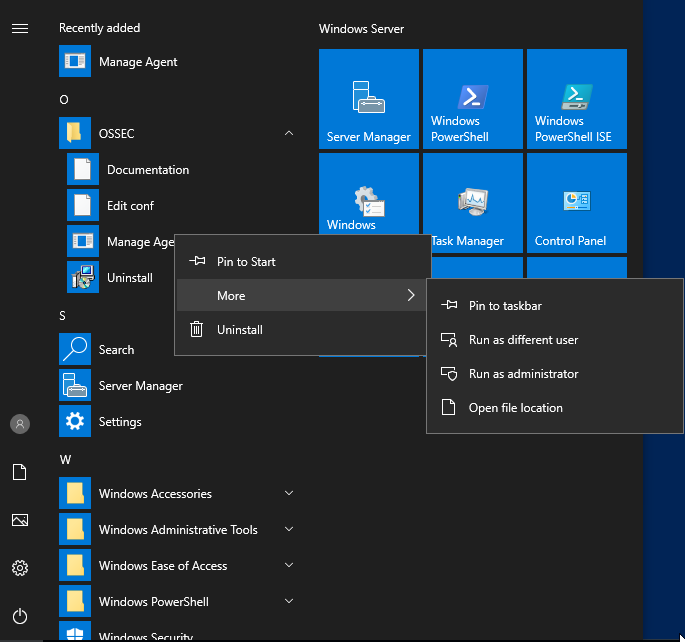 Recently added
Manage Agent
O
OSSEC
Documentation
Edit conf
Manage Age
Uninstall
S
Search
Server Manager
Settings
W
Windows Accessories
Windows Administrative Tools
Windows Ease of Access
Windows PowerShell
Windows Security
Windows Server
Server Manager
Windows
PowerShell
Windows
PowerShell ISE
Windows
Task Manager
Control Panel
Pin to Start
More
Uninstall
Pin to taskbar
Run as different user
Run as administrator
Open file location